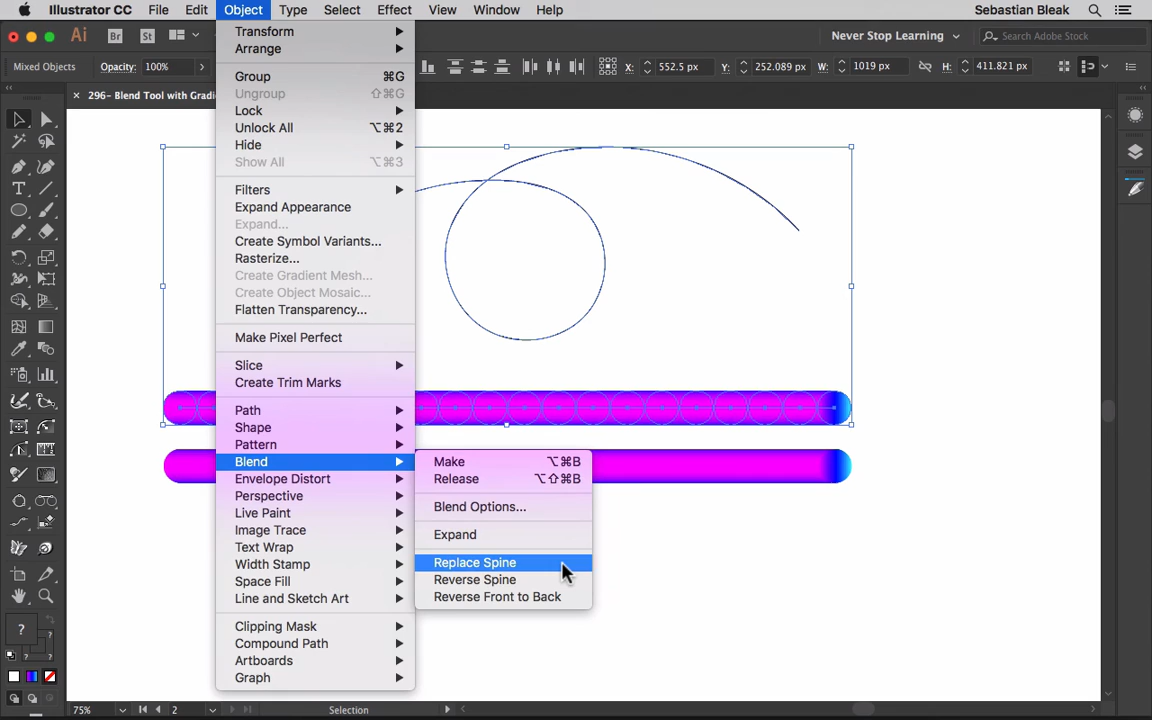 Illustrator CC File Edit Object Type Select Effect View Window Help Sebastian Bleak
Ai Br St Never Stop Learning Search Adobe Stock
Mixed Objects Opacity: 100% X: 552.5 px Y: 252.089 px W: 1019 px H: 411.821 px
× 296- Blend Tool with Gradi
Transform
Arrange
Group ⌘G
Ungroup ⇧⌘G
Lock
Unlock All ⌥⌘2
Hide
Show All ⌥⌘3
Filters
Expand Appearance
Expand...
Create Symbol Variants...
Rasterize...
Create Gradient Mesh...
Create Object Mosaic...
Flatten Transparency...
Make Pixel Perfect
Slice
Create Trim Marks
Path
Shape
Pattern
Blend
Envelope Distort
Perspective
Live Paint
Image Trace
Text Wrap
Width Stamp
Space Fill
Line and Sketch Art
Clipping Mask
Compound Path
Artboards
Graph
Make ⌥⌘B
Release ⌥⇧⌘B
Blend Options...
Expand
Replace Spine
Reverse Spine
Reverse Front to Back
?
75% 2 Selection